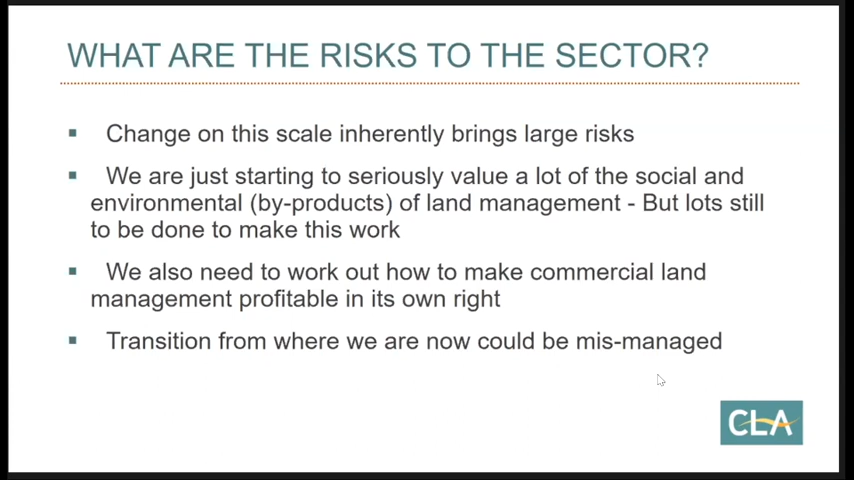 WHAT ARE THE RISKS TO THE SECTOR?
Change on this scale inherently brings large risks
We are just starting to seriously value a lot of the social and
environmental (by-products) of land management - But lots still
to be done to make this work
We also need to work out how to make commercial land
management profitable in its own right
Transition from where we are now could be mis-managed
CLA